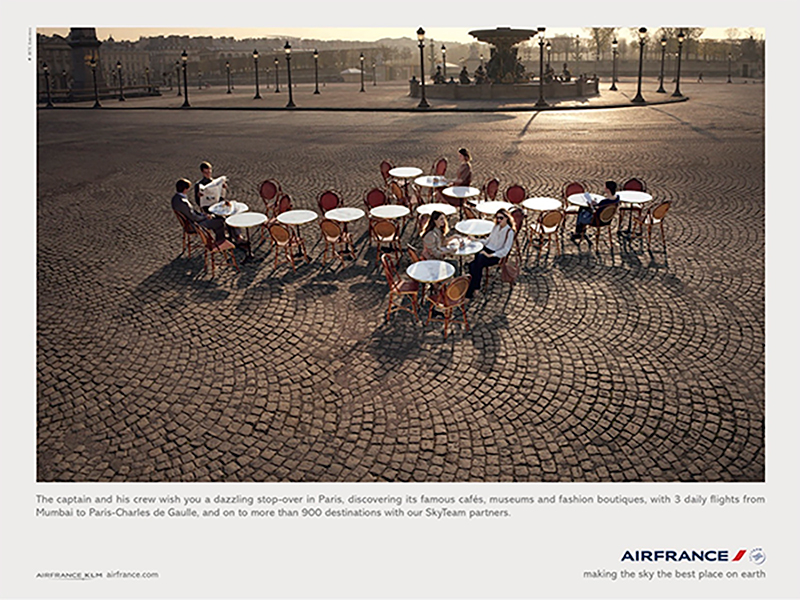 The captain and his crew wish you a dazzling stop-over in Paris, discovering its famous cafés, museums and fashion boutiques, with 3 daily flights from
Mumbai to Paris-Charles de Gaulle, and on to more than 900 destinations with our SkyTeam partners.
AIRFRANCE
AIRFRANCE KLM airfrance.com
making the sky the best place on earth